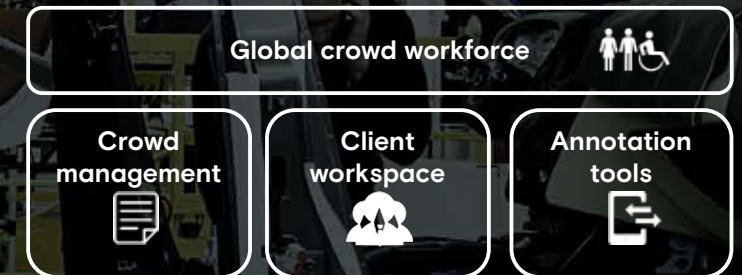 Global crowd workforce
Crowd
management
Client
workspace
Annotation
tools